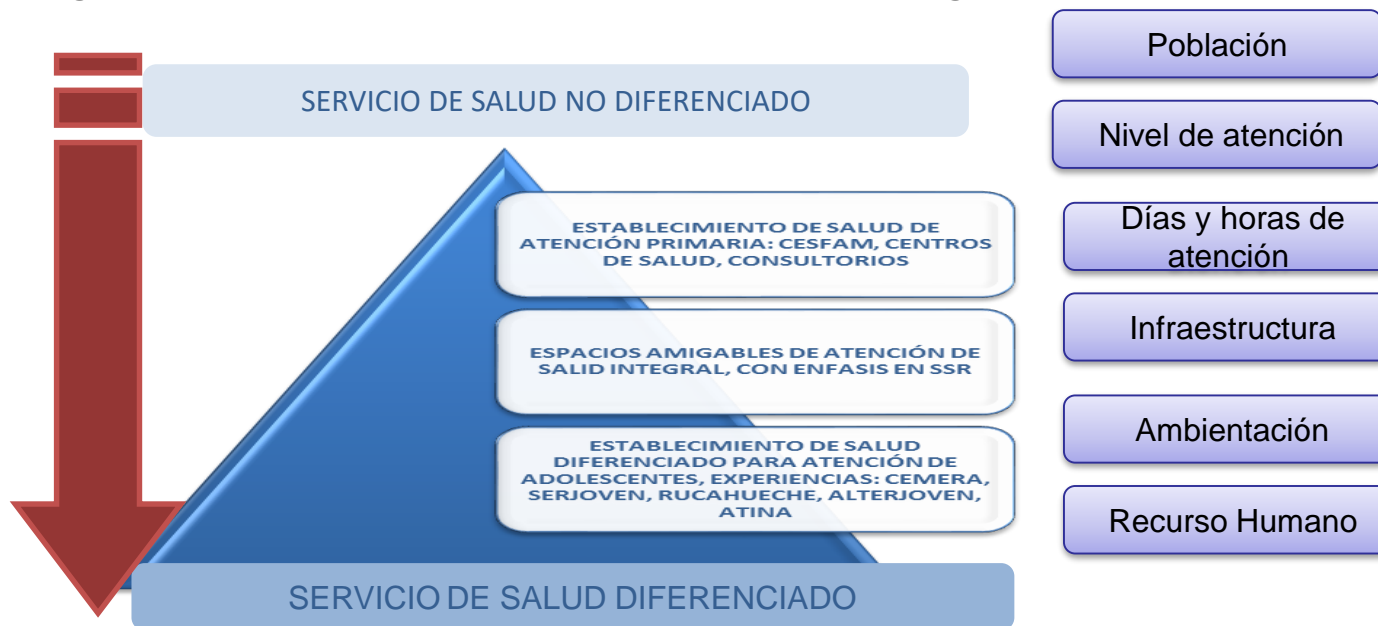 SERVICIO DE SALUD NO DIFERENCIADO
ESTABLECIMIENTO DE SALUD DE
ATENCIÓN PRIMARIA: CESFAM, CENTROS
DE SALUD, CONSULTORIOS
ESPACIOS AMIGABLES DE ATENCIÓN DE
SALID INTEGRAL, CON ENFASIS EN SSR
ESTABLECIMIENTO DE SALUD
DIFERENCIADO PARA ATENCIÓN DE
ADOLESCENTES, EXPERIENCIAS: CEMERA,
SERJOVEN, RUCAHUECHE, ALTERJOVEN,
ATINA
SERVICIO DE SALUD DIFERENCIADO
Población
Nivel de atención
Días y horas de
atención
Infraestructura
Ambientación
Recurso Humano